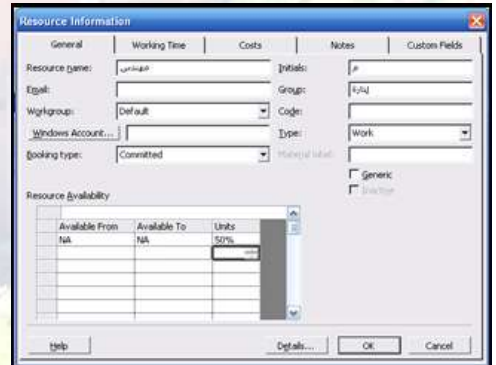 Resource Information
General Working Time Costs Notes Custom Fields
Resource name: مهندس Initials: م
Email: Group: إدارة
Workgroup: Default Code:
Windows Account... Type: Work
Booking type: Committed Material label:
Generic
Inactive
Resource Availability
Available From Available To Units
NA NA 50%
Help Details... OK Cancel